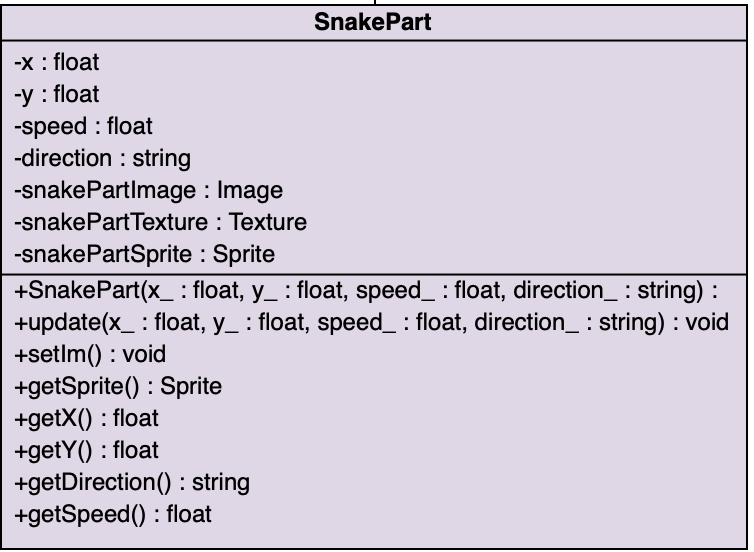 SnakePart
-x : float
-y : float
-speed : float
-direction : string
-snakePartImage : Image
-snakePartTexture : Texture
-snakePartSprite : Sprite
+SnakePart(x_ : float, y_ : float, speed_ : float, direction_ : string) :
+update(x_ : float, y_ : float, speed_ : float, direction_ : string) : void
+setIm() : void
+getSprite() : Sprite
+getX() : float
+getY() : float
+getDirection() : string
+getSpeed() : float